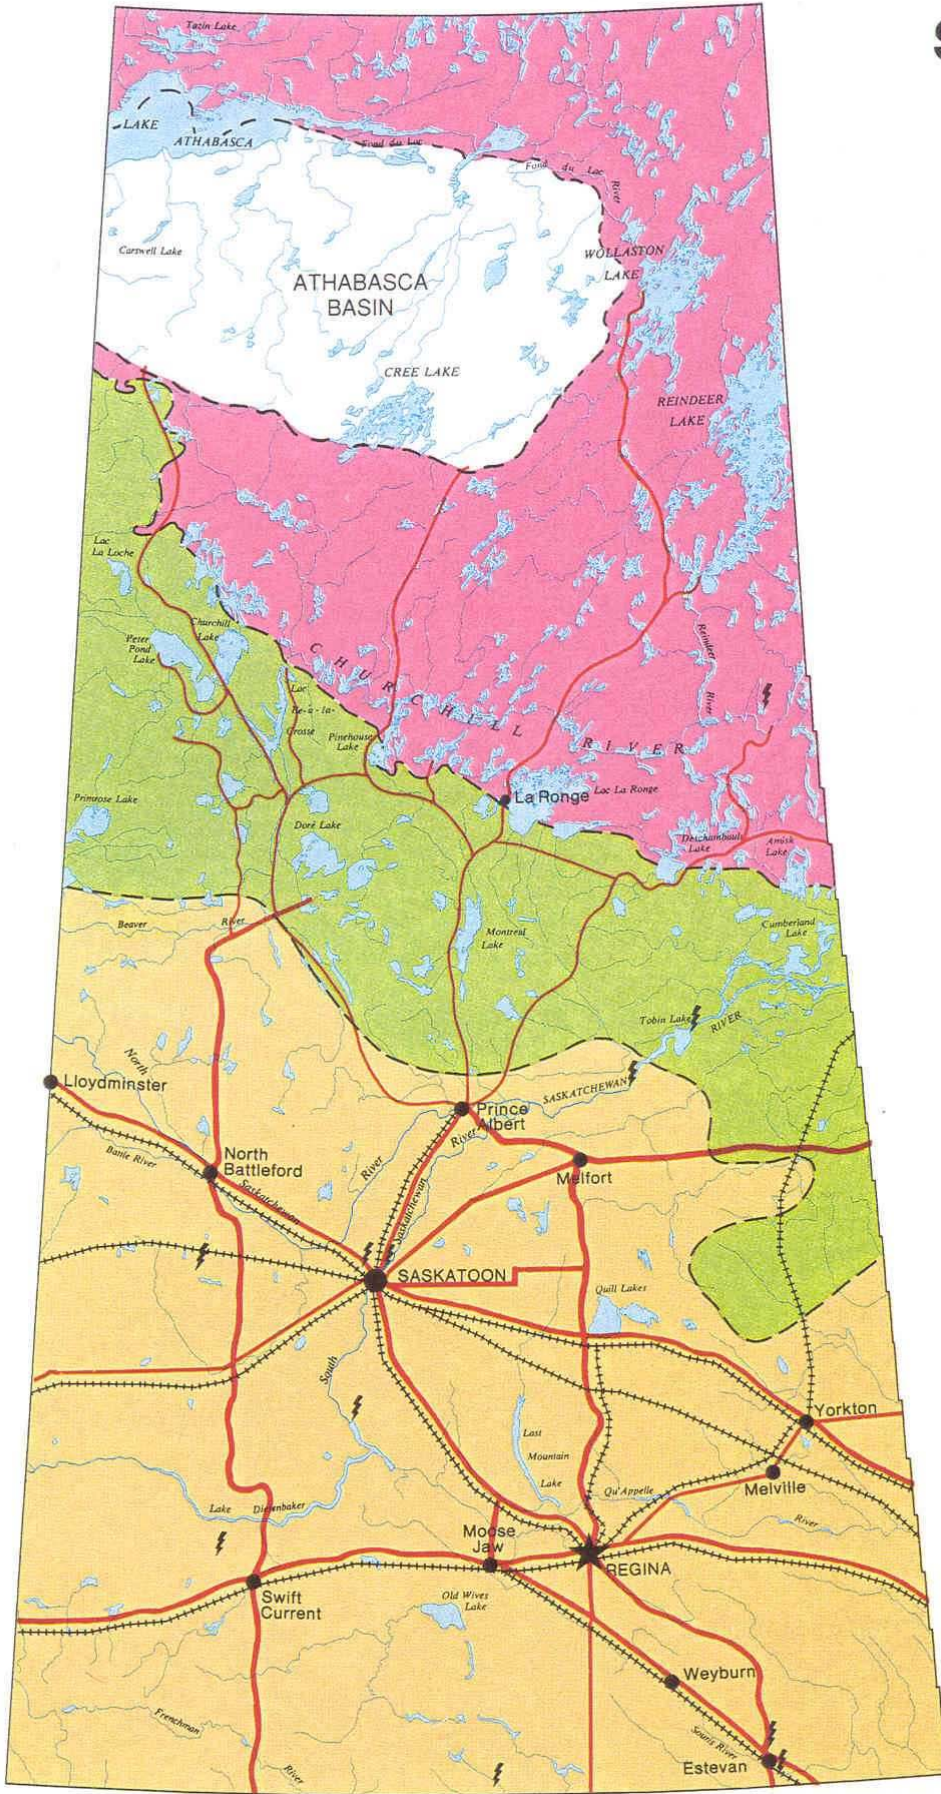 S
Tazin Lake
LAKE
ATHABASCA
Fond du Lac
Fond du Lac
River
Carswell Lake
WOLLASTON
LAKE
ATHABASCA
BASIN
CREE LAKE
REINDEER
LAKE
Lac
La Loche
Churchill
Lake
Peter
Pond
Lake
CHURCHILL
RIVER
Reindeer
River
Lac
Ile-a-la-
Crosse
Pinehouse
Lake
La Ronge
Lac La Ronge
Primrose Lake
Doré Lake
Deschambault
Lake
Amisk
Lake
Beaver
River
Montreal
Lake
Cumberland
Lake
Tobin Lake
RIVER
SASKATCHEWAN
North
Lloydminster
Prince
Albert
River
Battle River
North
Battleford
Saskatchewan
River
Saskatchewan
Melfort
SASKATOON
Quill Lakes
South
Yorkton
Last
Mountain
Lake
Melville
Qu'Appelle
River
Lake Diefenbaker
Moose
Jaw
REGINA
Swift
Current
Old Wives
Lake
Weyburn
Frenchman
River
Souris River
Estevan